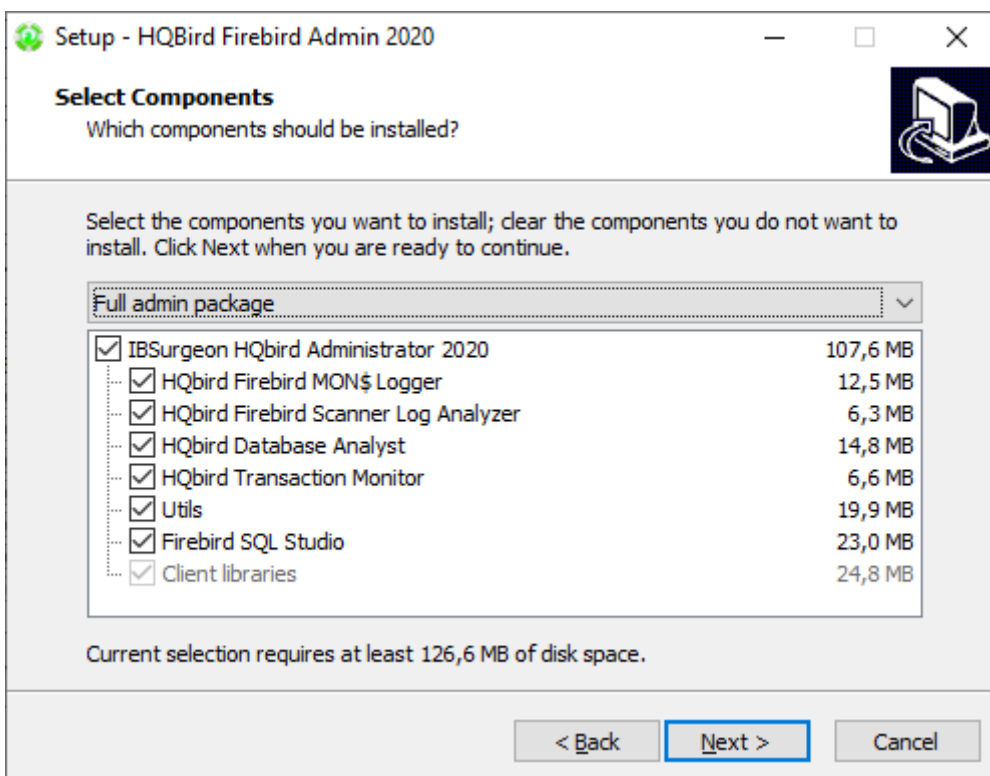 Setup - HQBird Firebird Admin 2020
Select Components
Which components should be installed?
Select the components you want to install; clear the components you do not want to
install. Click Next when you are ready to continue.
Full admin package
IBSurgeon HQbird Administrator 2020 107,6 MB
HQbird Firebird MON$ Logger 12,5 MB
HQbird Firebird Scanner Log Analyzer 6,3 MB
HQbird Database Analyst 14,8 MB
HQbird Transaction Monitor 6,6 MB
Utils 19,9 MB
Firebird SQL Studio 23,0 MB
Client libraries 24,8 MB
Current selection requires at least 126,6 MB of disk space.
< Back Next > Cancel